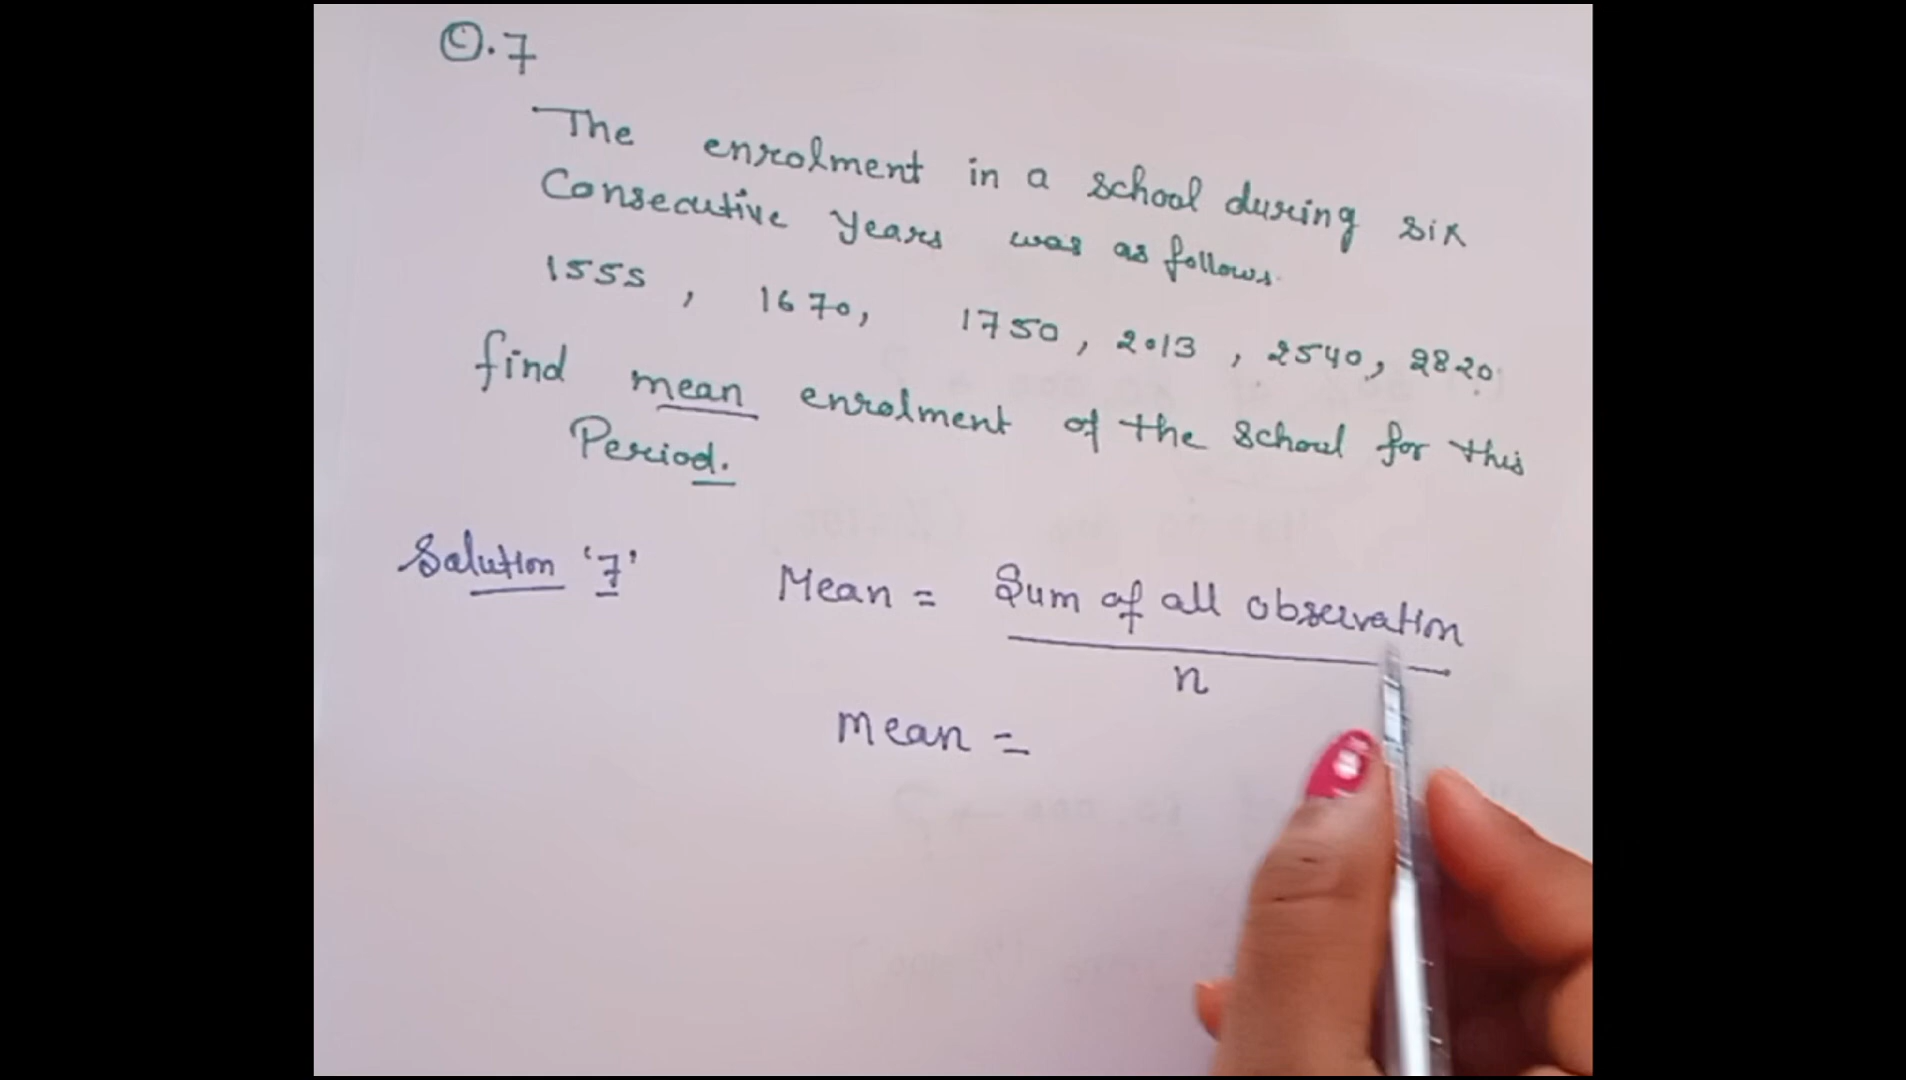 Q.7
The enrolment in a school during six
Consecutive years was as follows.
1555, 1670, 1750, 2013, 2540, 2820
find mean enrolment of the school for this
Period.
Solution '7'
Mean = Sum of all observation
n
mean =